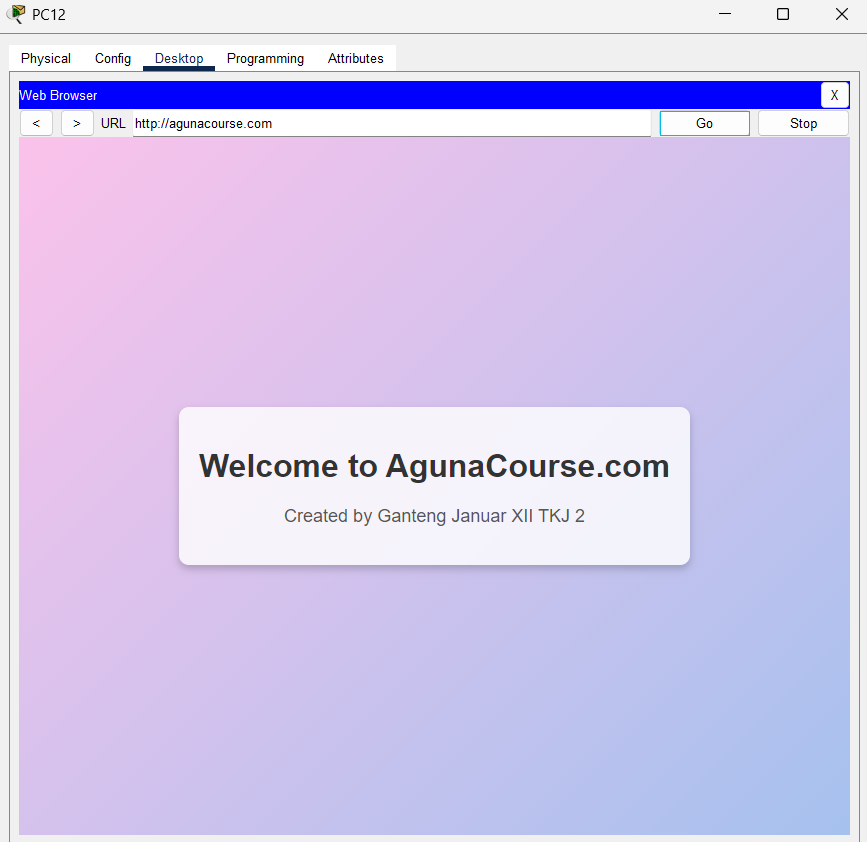 PC12
Physical Config Desktop Programming Attributes
Web Browser X
< > URL http://agunacourse.com Go Stop
Welcome to AgunaCourse.com
Created by Ganteng Januar XII TKJ 2